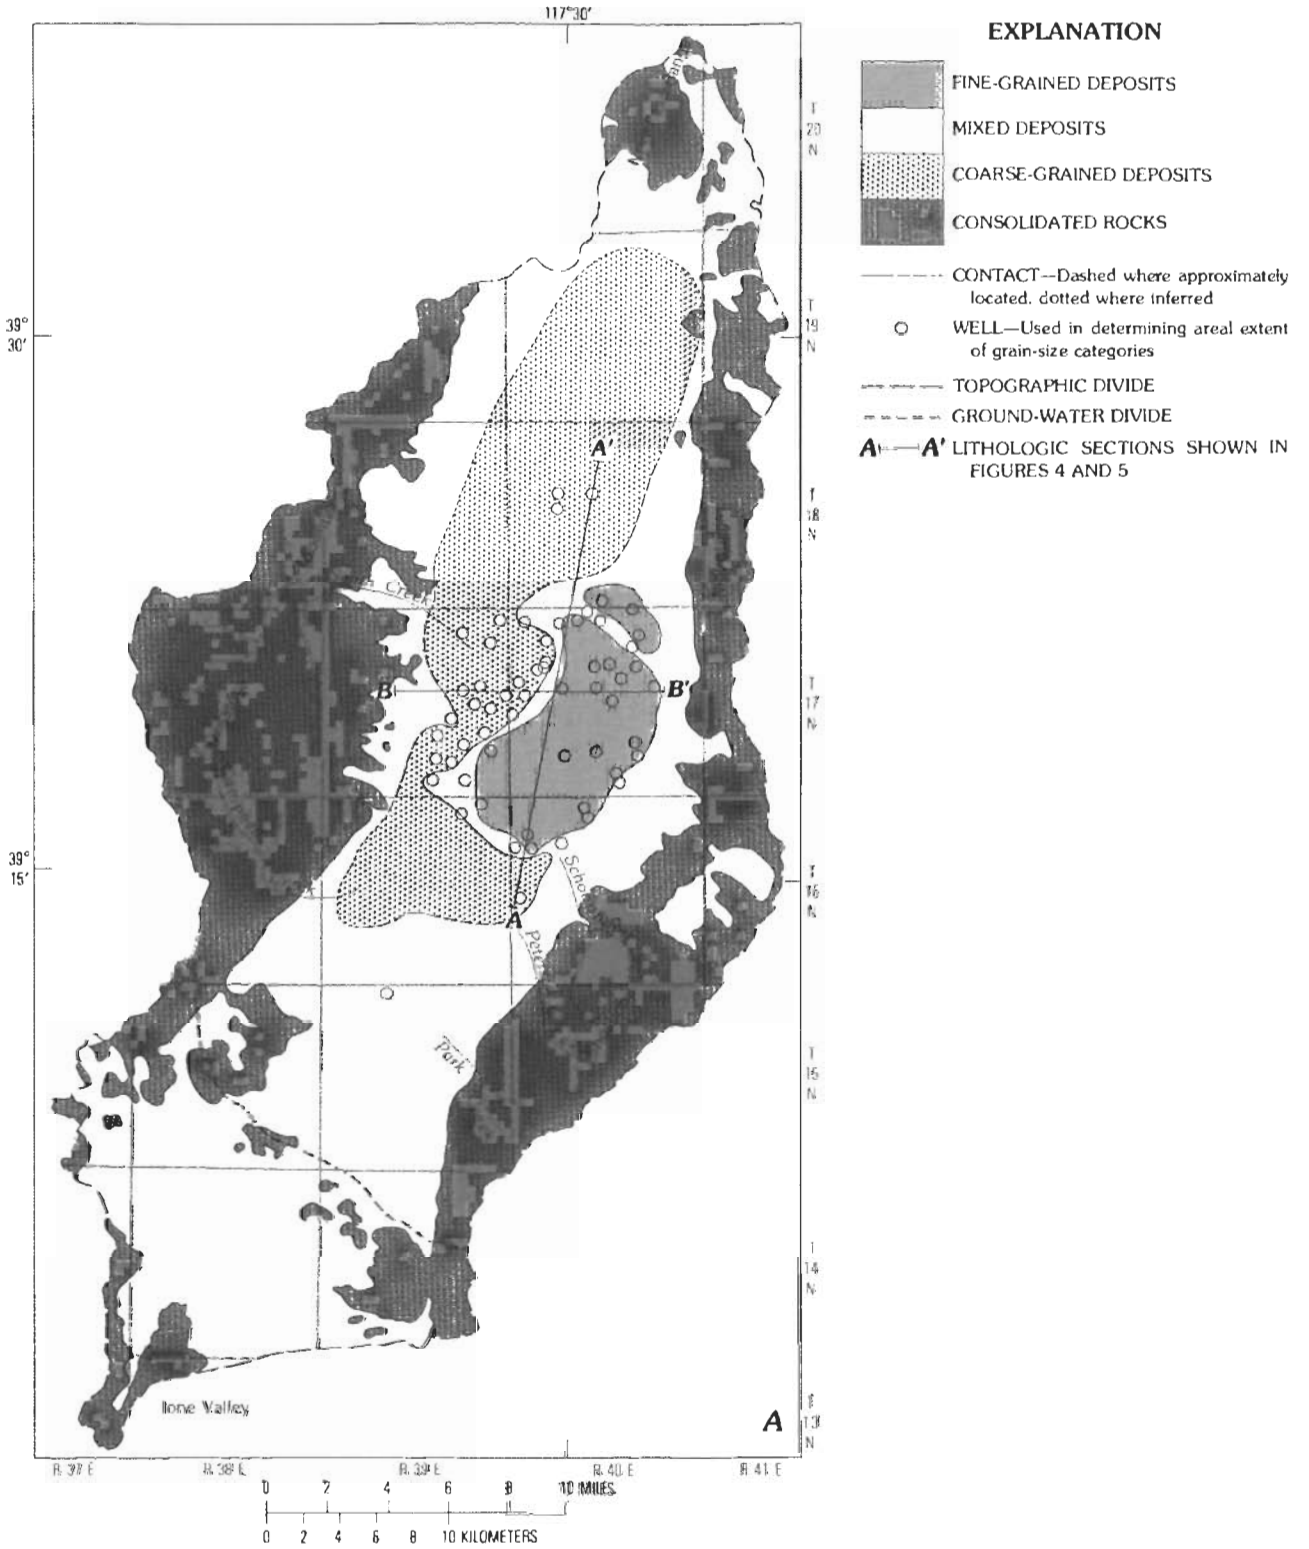 117°30'
EXPLANATION
FINE-GRAINED DEPOSITS
MIXED DEPOSITS
COARSE-GRAINED DEPOSITS
CONSOLIDATED ROCKS
CONTACT—Dashed where approximately
located, dotted where inferred
WELL—Used in determining areal extent
of grain-size categories
TOPOGRAPHIC DIVIDE
GROUND-WATER DIVIDE
A A' LITHOLOGIC SECTIONS SHOWN IN
FIGURES 4 AND 5
T
20
N
39°
30'
T
19
N
A'
T
18
N
Creek
B
B'
T
17
N
39°
15'
T
16
N
A
Park
T
15
N
T
14
N
Ione Valley
A
T
13
N
R. 37 E
R. 38 E
R. 39 E
R. 40 E
R. 41 E
0 2 4 6 8 10 MILES
0 2 4 6 8 10 KILOMETERS